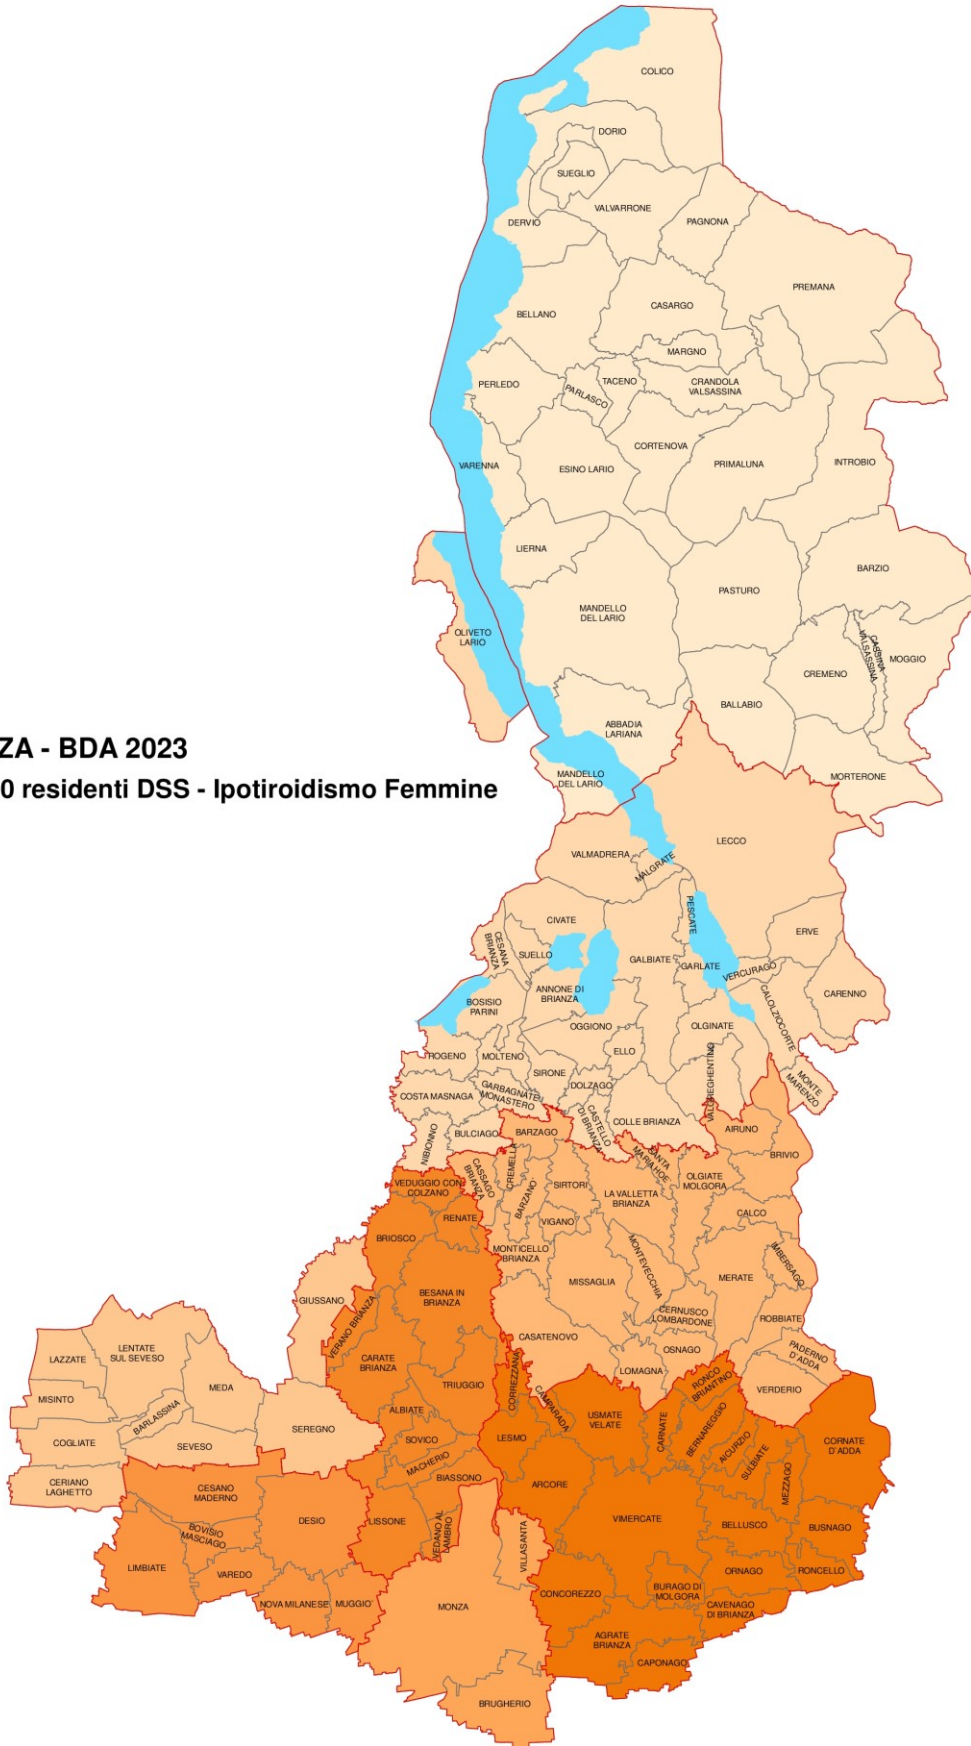 COLICO
DORIO
SUEGLIO
VALVARRONE
PAGNONA
DERVIO
PREMANA
CASARGO
BELLANO
MARGNO
TACENO
CRANDOLA
VALSASSINA
PERLEDO
PARLASCO
CORTENOVA
PRIMALUNA
INTROBIO
VARENNA
ESINO LARIO
LIERNA
BARZIO
PASTURO
MANDELLO
DEL LARIO
OLIVETO
LARIO
CASSINA
VALSASSINA
MOGGIO
CREMENO
BALLABIO
ABBADIA
LARIANA
ZA - BDA 2023
MANDELLO
DEL LARIO
MORTERONE
0 residenti DSS - Ipotiroidismo Femmine
LECCO
VALMADRERA
MALGRATE
CIVATE
PESCATE
ERVE
CESANA
BRIANZA
SUELLO
GALBIATE
GARLATE
VERCURAGO
ANNONE DI
BRIANZA
CARENNO
BOSISIO
PARINI
CALOLZIOCORTE
OGGIONO
OLGINATE
ROGENO
MOLTENO
ELLO
VALGREGHENTINO
SIRONE
DOLZAGO
MONTE
MARENZO
COSTA MASNAGA
GARBAGNATE
MONASTERO
CASTELLO
DI BRIANZA
COLLE BRIANZA
NIBIONNO
BULCIAGO
BARZAGO
AIRUNO
BRIVIO
CREMELLA
SANTA
MARIA HOE
CASSAGO
BRIANZA
VEDUGGIO CON
COLZANO
BARZANO
SIRTORI
LA VALLETTA
BRIANZA
OLGIATE
MOLGORA
CALCO
RENATE
VIGANO
BRIOSCO
MONTICELLO
BRIANZA
MONTEVECCHIA
IMBERSAGO
MISSAGLIA
MERATE
GIUSSANO
BESANA IN
BRIANZA
VERANO BRIANZA
CERNUSCO
LOMBARDONE
ROBBIATE
CASATENOVO
OSNAGO
PADERNO
D'ADDA
LENTATE
SUL SEVESO
LAZZATE
CARATE
BRIANZA
CORREZZANA
LOMAGNA
RONCO
BRIANTINO
VERDERIO
MISINTO
MEDA
TRIUGGIO
CAMPARADA
BARLASSINA
ALBIATE
USMATE
VELATE
CARNATE
BERNAREGGIO
SEREGNO
SOVICO
LESMO
AICURZIO
CORNATE
D'ADDA
COGLIATE
SEVESO
MACHERIO
SULBIATE
BIASSONO
ARCORE
MEZZAGO
CERIANO
LAGHETTO
CESANO
MADERNO
DESIO
LISSONE
VEDANO AL
LAMBRO
VIMERCATE
BELLUSCO
BUSNAGO
BOVISIO
MASCIAGO
VILLASANTA
LIMBIATE
VAREDO
ORNAGO
RONCELLO
CONCOREZZO
BURAGO DI
MOLGORA
NOVA MILANESE
MUGGIO'
MONZA
CAVENAGO
DI BRIANZA
AGRATE
BRIANZA
CAPONAGO
BRUGHERIO